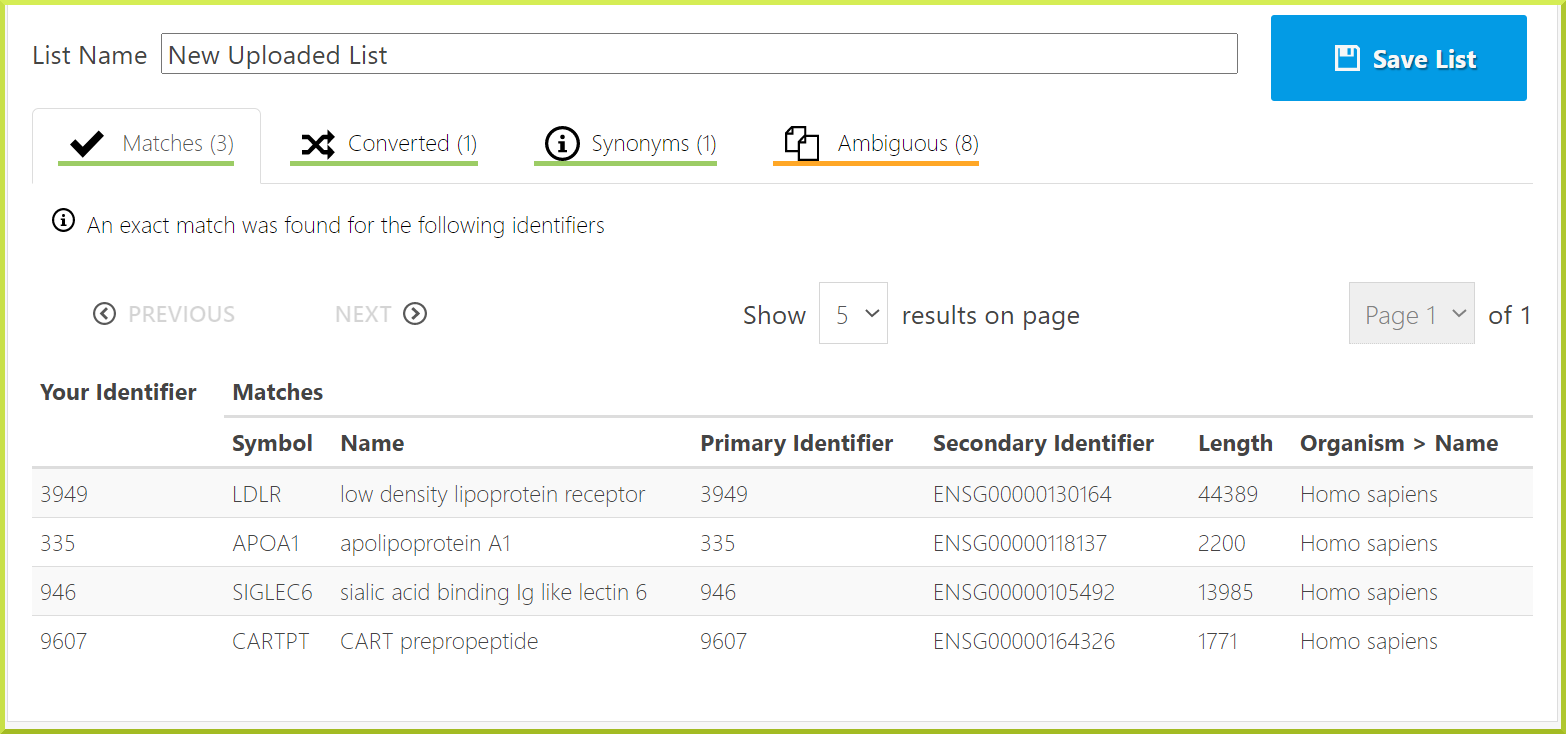 List Name New Uploaded List Save List
Matches (3) Converted (1) Synonyms (1) Ambiguous (8)
An exact match was found for the following identifiers
PREVIOUS NEXT Show 5 results on page Page 1 of 1
Your Identifier Matches
Symbol Name Primary Identifier Secondary Identifier Length Organism > Name
3949 LDLR low density lipoprotein receptor 3949 ENSG00000130164 44389 Homo sapiens
335 APOA1 apolipoprotein A1 335 ENSG00000118137 2200 Homo sapiens
946 SIGLEC6 sialic acid binding Ig like lectin 6 946 ENSG00000105492 13985 Homo sapiens
9607 CARTPT CART prepropeptide 9607 ENSG00000164326 1771 Homo sapiens